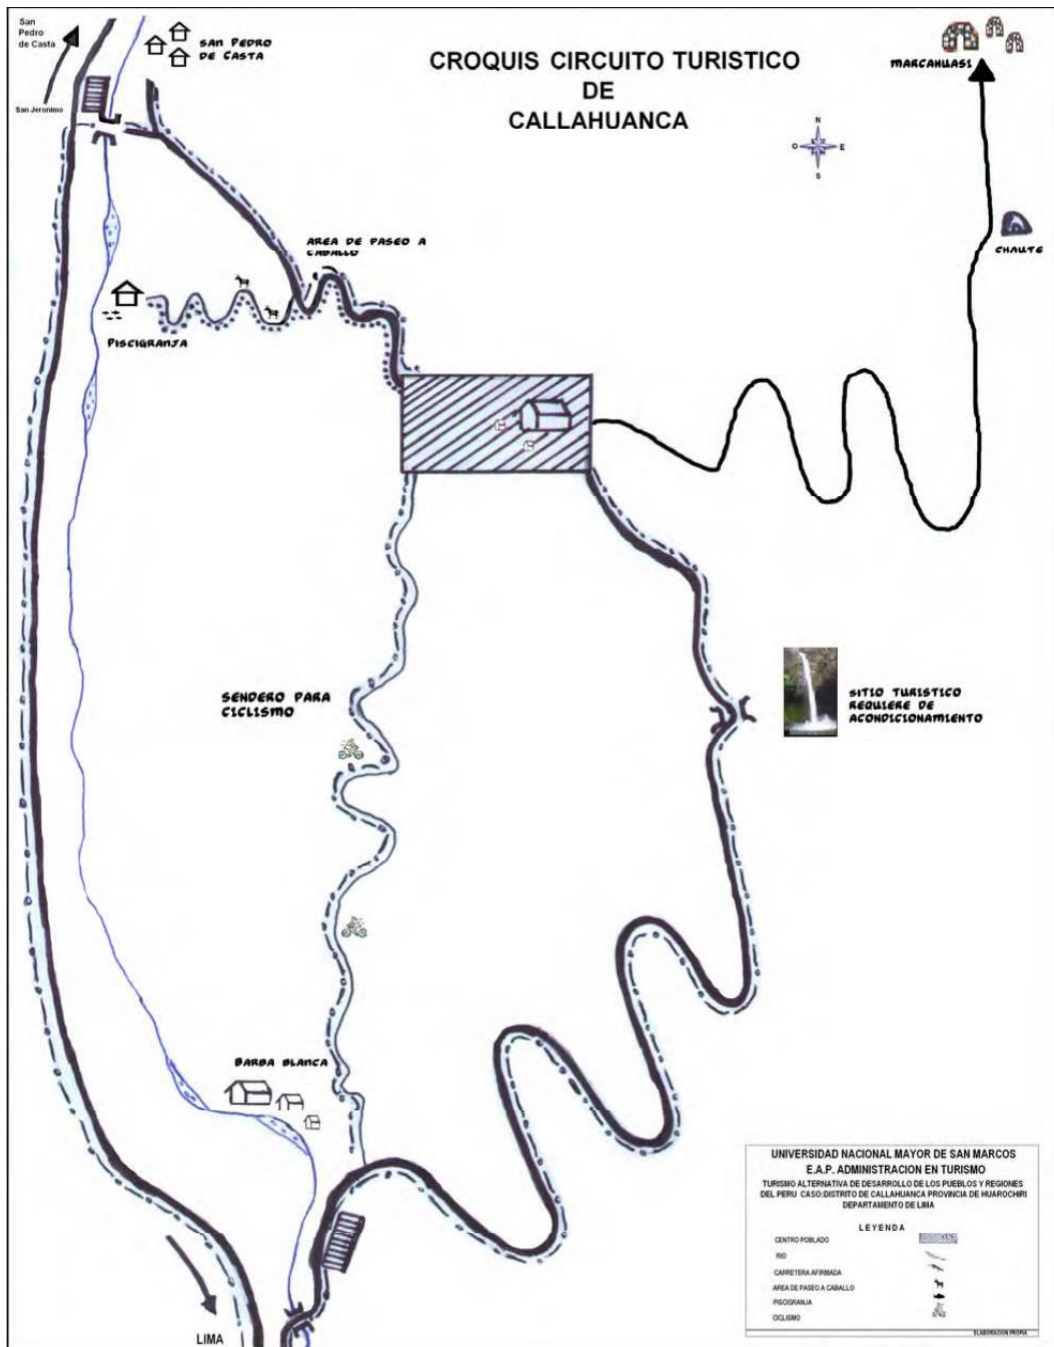 San
Pedro
de Casta
San Jeronimo
SAN PEDRO
DE CASTA
CROQUIS CIRCUITO TURISTICO
DE
CALLAHUANCA
MARCAHUASI
N
O
E
S
CHAUTE
AREA DE PASEO A
CABALLO
PISCIGRANJA
SENDERO PARA
CICLISMO
SITIO TURISTICO
REQUIERE DE
ACONDICIONAMIENTO
BARBA BLANCA
LIMA
UNIVERSIDAD NACIONAL MAYOR DE SAN MARCOS
E.A.P. ADMINISTRACION EN TURISMO
TURISMO ALTERNATIVA DE DESARROLLO DE LOS PUEBLOS Y REGIONES
DEL PERU CASO:DISTRITO DE CALLAHUANCA PROVINCIA DE HUAROCHIRI
DEPARTAMENTO DE LIMA
LEYENDA
CENTRO POBLADO
RIO
CARRETERA AFIRMADA
AREA DE PASEO A CABALLO
PISCIGRANJA
CICLISMO
ELABORACION PROPIA